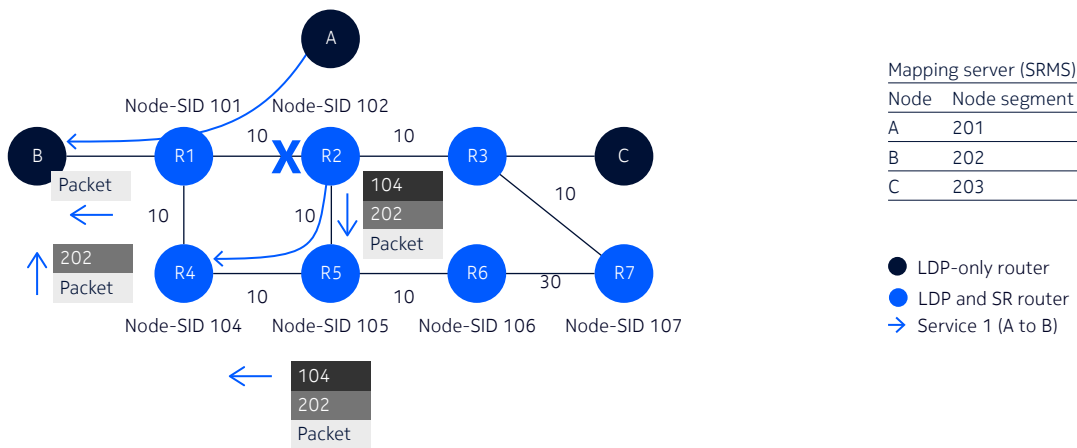 A
Node-SID 101
Node-SID 102
10
10
B
R1
R2
R3
C
Packet
104
202
Packet
10
10
10
202
Packet
R4
R5
R6
R7
10
10
30
Node-SID 104
Node-SID 105
Node-SID 106
Node-SID 107
104
202
Packet
Mapping server (SRMS)
Node Node segment
A 201
B 202
C 203
LDP-only router
LDP and SR router
Service 1 (A to B)